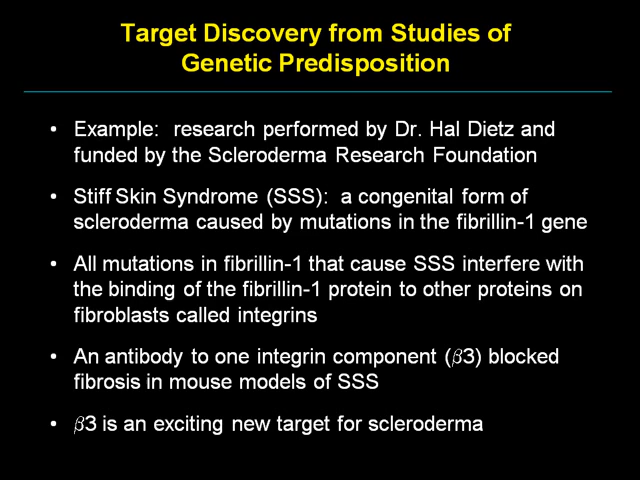 Target Discovery from Studies of
Genetic Predisposition
• Example: research performed by Dr. Hal Dietz and
funded by the Scleroderma Research Foundation
• Stiff Skin Syndrome (SSS): a congenital form of
scleroderma caused by mutations in the fibrillin-1 gene
• All mutations in fibrillin-1 that cause SSS interfere with
the binding of the fibrillin-1 protein to other proteins on
fibroblasts called integrins
• An antibody to one integrin component (β3) blocked
fibrosis in mouse models of SSS
• β3 is an exciting new target for scleroderma